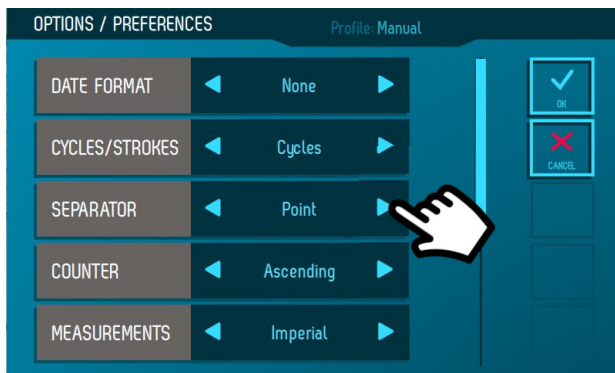 OPTIONS / PREFERENCES
Profile: Manual
DATE FORMAT
None
OK
CYCLES/STROKES
Cycles
CANCEL
SEPARATOR
Point
COUNTER
Ascending
MEASUREMENTS
Imperial